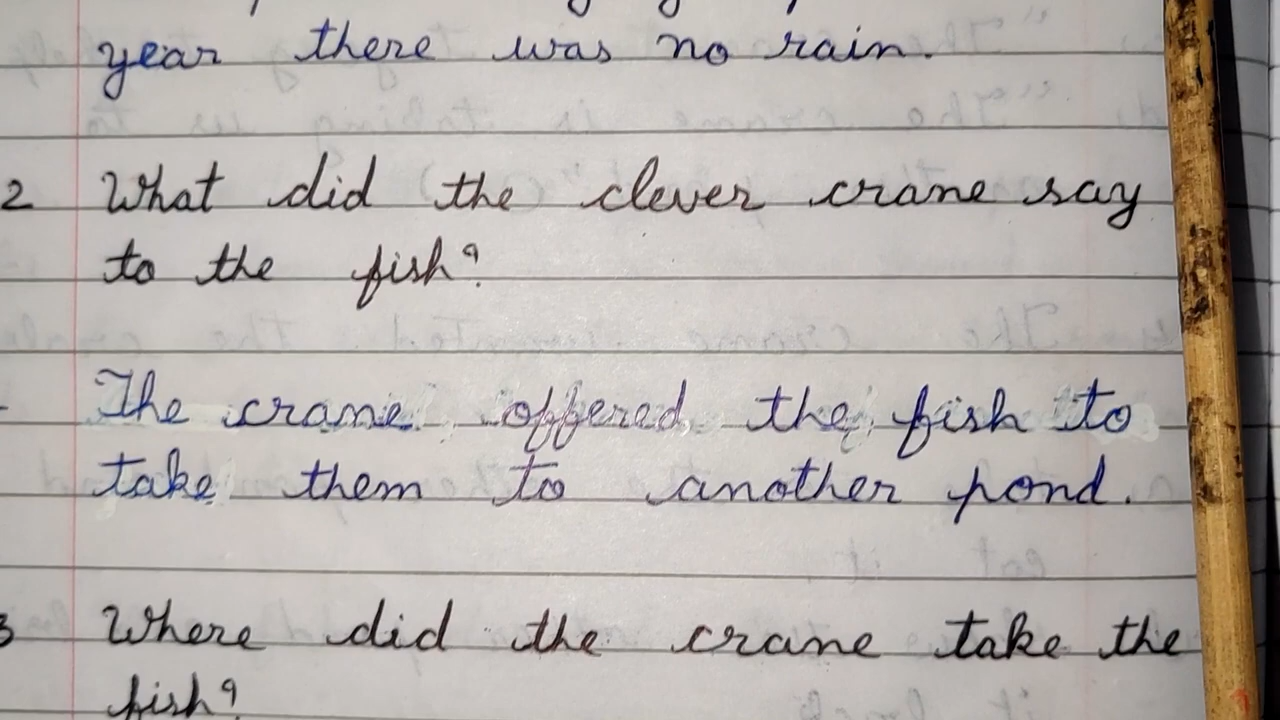 year there was no rain.
2 What did the clever crane say
to the fish?
The crane offered the fish to
take them to another pond.
3 Where did the crane take the
fish?